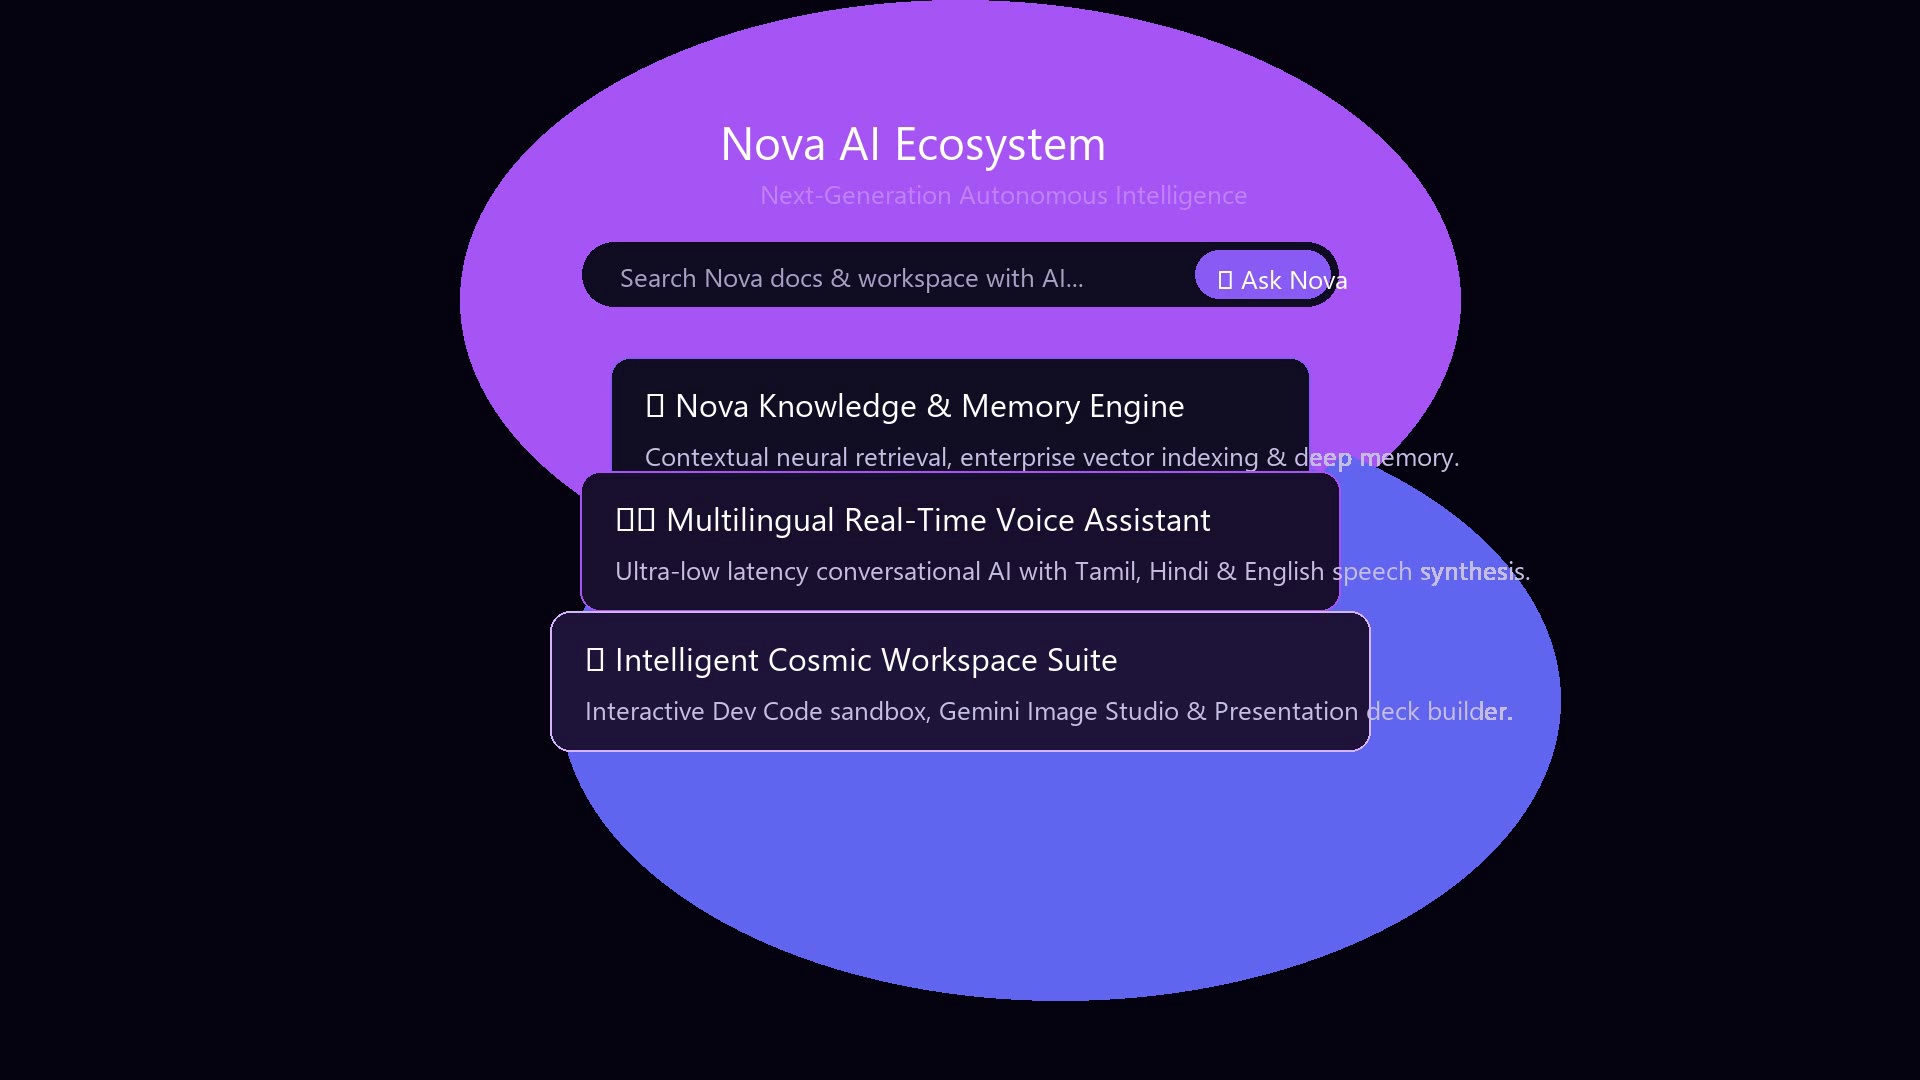 Nova AI Ecosystem
Next-Generation Autonomous Intelligence
Search Nova docs & workspace with AI...
Ask Nova
Nova Knowledge & Memory Engine
Contextual neural retrieval, enterprise vector indexing & deep memory.
Multilingual Real-Time Voice Assistant
Ultra-low latency conversational AI with Tamil, Hindi & English speech synthesis.
Intelligent Cosmic Workspace Suite
Interactive Dev Code sandbox, Gemini Image Studio & Presentation deck builder.